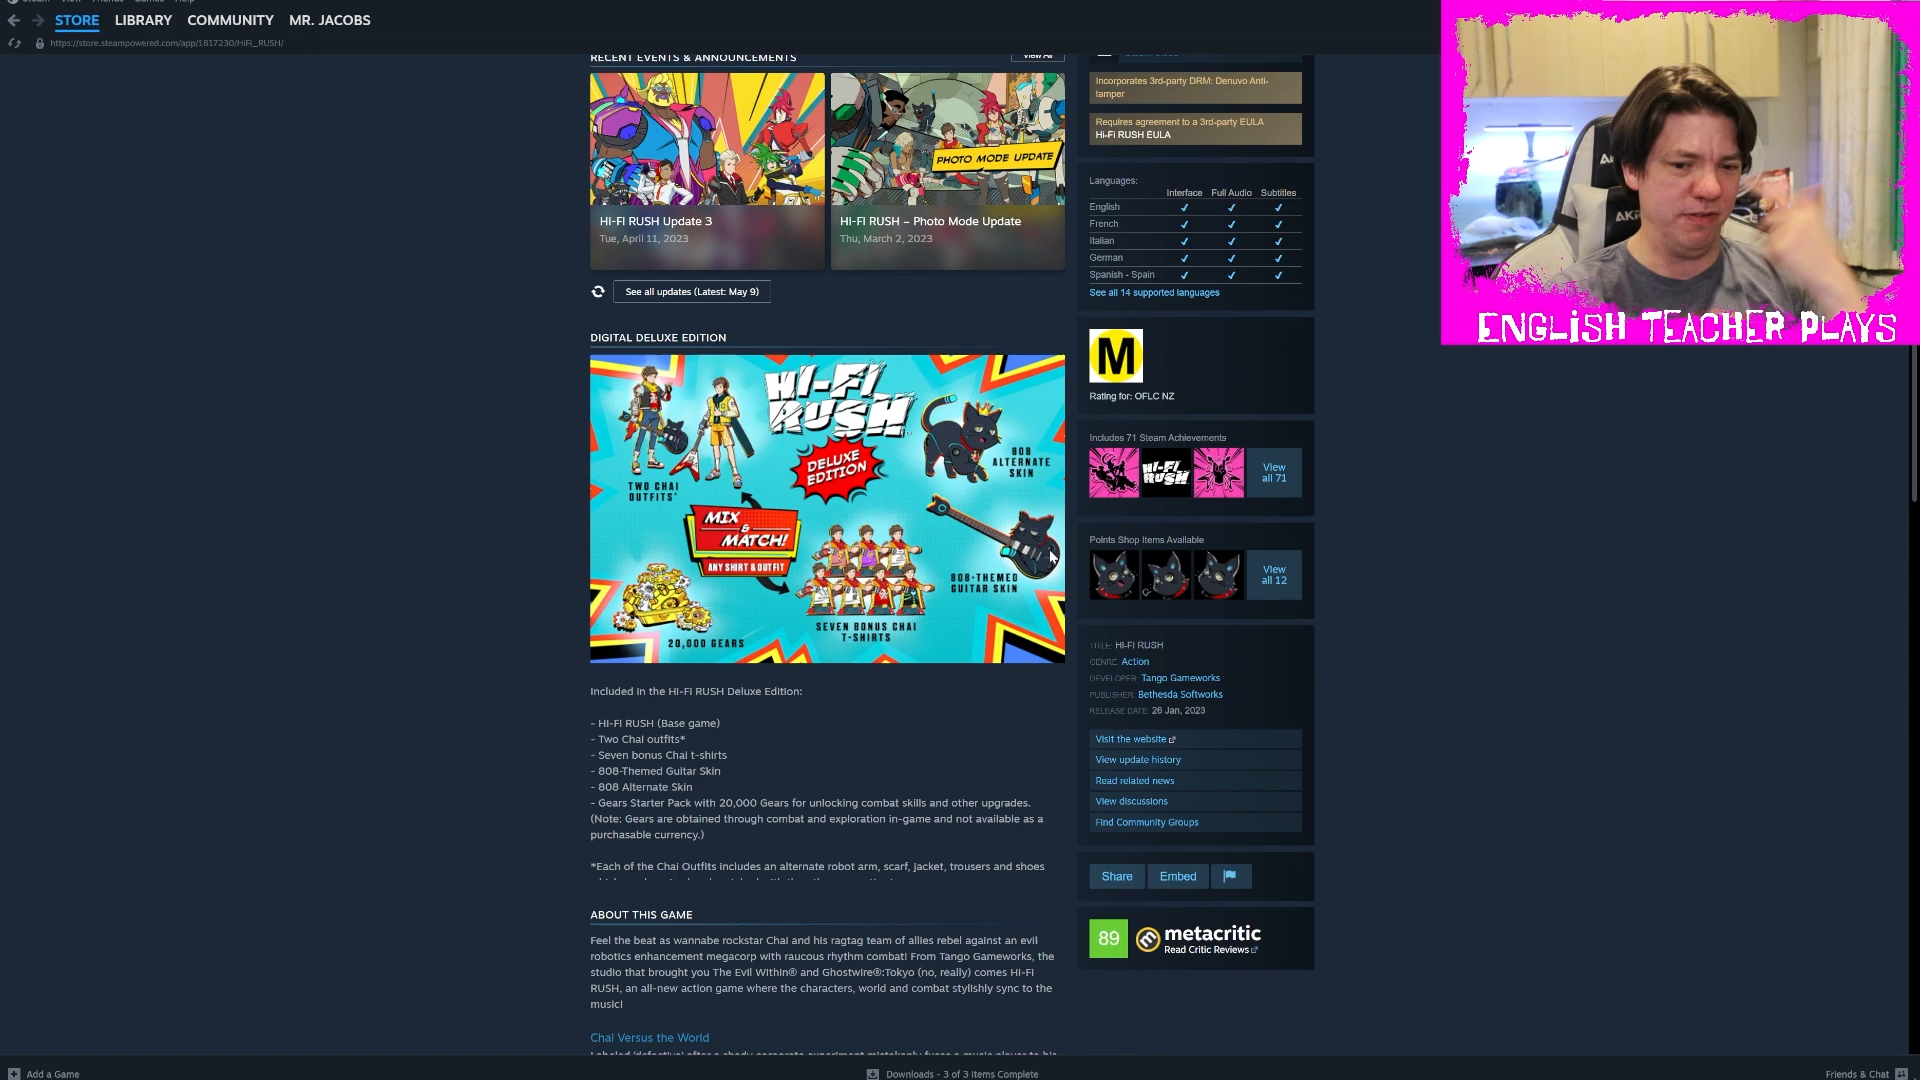 STORE LIBRARY COMMUNITY MR. JACOBS
https://store.steampowered.com/app/1817230/HiFi_RUSH/
RECENT EVENTS & ANNOUNCEMENTS
View All
PHOTO MODE UPDATE
Hi-Fi RUSH Update 3
Tue, April 11, 2023
Hi-Fi RUSH – Photo Mode Update
Thu, March 2, 2023
See all updates (Latest: May 9)
DIGITAL DELUXE EDITION
HI-FI
RUSH
DELUXE
EDITION
TWO CHAI
OUTFITS*
808
ALTERNATE
SKIN
MIX
&
MATCH!
ANY SHIRT & OUTFIT
808-THEMED
GUITAR SKIN
20,000 GEARS
SEVEN BONUS CHAI
T-SHIRTS
Included in the Hi-Fi RUSH Deluxe Edition:
- Hi-Fi RUSH (Base game)
- Two Chai outfits*
- Seven bonus Chai t-shirts
- 808-Themed Guitar Skin
- 808 Alternate Skin
- Gears Starter Pack with 20,000 Gears for unlocking combat skills and other upgrades.
(Note: Gears are obtained through combat and exploration in-game and not available as a
purchasable currency.)
*Each of the Chai Outfits includes an alternate robot arm, scarf, jacket, trousers and shoes
ABOUT THIS GAME
Feel the beat as wannabe rockstar Chai and his ragtag team of allies rebel against an evil
robotics enhancement megacorp with raucous rhythm combat! From Tango Gameworks, the
studio that brought you The Evil Within® and Ghostwire®:Tokyo (no, really) comes Hi-Fi
RUSH, an all-new action game where the characters, world and combat stylishly sync to the
music!
Chai Versus the World
Incorporates 3rd-party DRM: Denuvo Anti-
tamper
Requires agreement to a 3rd-party EULA
Hi-Fi RUSH EULA
Languages:
Interface Full Audio Subtitles
English ✓ ✓ ✓
French ✓ ✓ ✓
Italian ✓ ✓ ✓
German ✓ ✓ ✓
Spanish - Spain ✓ ✓ ✓
See all 14 supported languages
M
Rating for: OFLC NZ
Includes 71 Steam Achievements
HI-FI
RUSH
View
all 71
Points Shop Items Available
View
all 12
TITLE: Hi-Fi RUSH
GENRE: Action
DEVELOPER: Tango Gameworks
PUBLISHER: Bethesda Softworks
RELEASE DATE: 26 Jan, 2023
Visit the website
View update history
Read related news
View discussions
Find Community Groups
Share Embed
89 metacritic
Read Critic Reviews
ENGLiSH TEACHER PLAYS
Add a Game
Downloads - 3 of 3 Items Complete
Friends & Chat